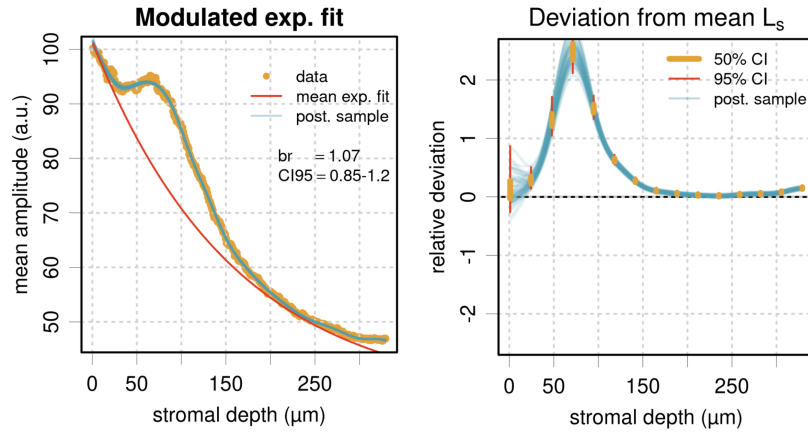 Modulated exp. fit
mean amplitude (a.u.)
100
90
80
70
60
50
data
mean exp. fit
post. sample
br = 1.07
CI95 = 0.85-1.2
0
50
150
250
stromal depth (μm)
Deviation from mean Ls
relative deviation
2
1
0
-1
-2
50% CI
95% CI
post. sample
0
50
150
250
stromal depth (μm)